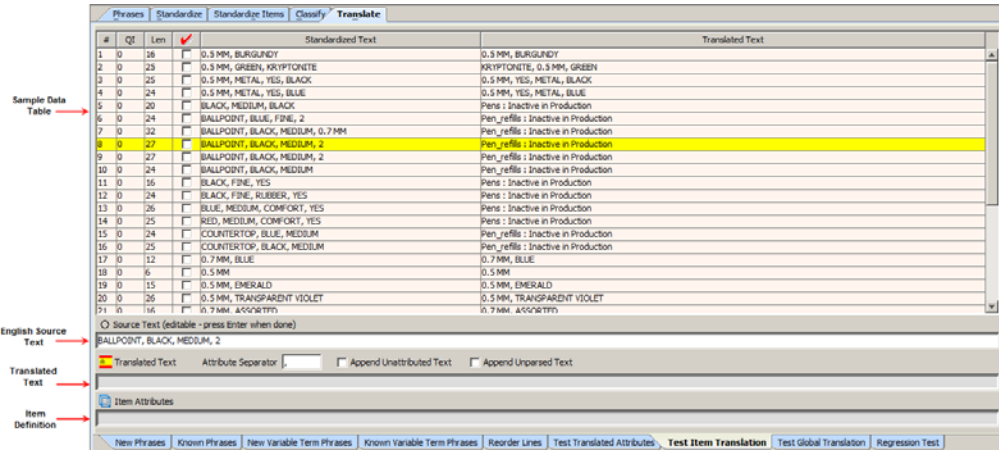 Phrases Standardize Standardize Items Classify Translate
# QI Len Standardized Text Translated Text
1 0 16 0.5 MM, BURGUNDY 0.5 MM, BURGUNDY
2 0 25 0.5 MM, GREEN, KRYPTONITE KRYPTONITE, 0.5 MM, GREEN
3 0 25 0.5 MM, METAL, YES, BLACK 0.5 MM, YES, METAL, BLACK
4 0 24 0.5 MM, METAL, YES, BLUE 0.5 MM, YES, METAL, BLUE
Sample Data
Table
5 0 20 BLACK, MEDIUM, BLACK Pens : Inactive in Production
6 0 24 BALLPOINT, BLUE, FINE, 2 Pen_refills : Inactive in Production
7 0 32 BALLPOINT, BLACK, MEDIUM, 0.7 MM Pen_refills : Inactive in Production
8 0 27 BALLPOINT, BLACK, MEDIUM, 2 Pen_refills : Inactive in Production
9 0 27 BALLPOINT, BLACK, MEDIUM, 2 Pen_refills : Inactive in Production
10 0 24 BALLPOINT, BLACK, MEDIUM Pen_refills : Inactive in Production
11 0 16 BLACK, FINE, YES Pens : Inactive in Production
12 0 24 BLACK, FINE, RUBBER, YES Pens : Inactive in Production
13 0 26 BLUE, MEDIUM, COMFORT, YES Pens : Inactive in Production
14 0 25 RED, MEDIUM, COMFORT, YES Pens : Inactive in Production
15 0 24 COUNTERTOP, BLUE, MEDIUM Pen_refills : Inactive in Production
16 0 25 COUNTERTOP, BLACK, MEDIUM Pen_refills : Inactive in Production
17 0 12 0.7 MM, BLUE 0.7 MM, BLUE
18 0 6 0.5 MM 0.5 MM
19 0 15 0.5 MM, EMERALD 0.5 MM, EMERALD
20 0 26 0.5 MM, TRANSPARENT VIOLET 0.5 MM, TRANSPARENT VIOLET
21 0 16 0.7 MM, ASSORTED 0.7 MM, ASSORTED
Source Text (editable - press Enter when done)
English Source
Text
BALLPOINT, BLACK, MEDIUM, 2
Translated Text Attribute Separator , Append Unattributed Text Append Unparsed Text
Translated
Text
Item Attributes
Item
Definition
New Phrases Known Phrases New Variable Term Phrases Known Variable Term Phrases Reorder Lines Test Translated Attributes Test Item Translation Test Global Translation Regression Test